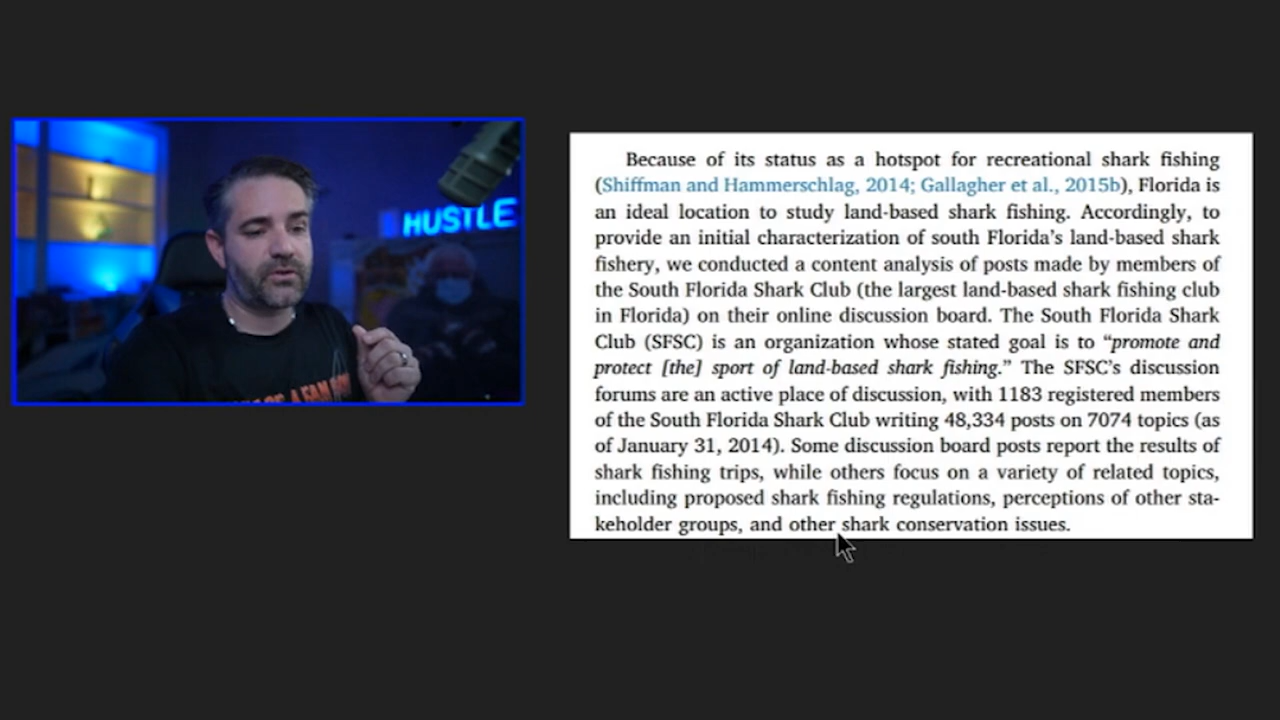 HUSTLE
Because of its status as a hotspot for recreational shark fishing
(Shiffman and Hammerschlag, 2014; Gallagher et al., 2015b), Florida is
an ideal location to study land-based shark fishing. Accordingly, to
provide an initial characterization of south Florida's land-based shark
fishery, we conducted a content analysis of posts made by members of
the South Florida Shark Club (the largest land-based shark fishing club
in Florida) on their online discussion board. The South Florida Shark
Club (SFSC) is an organization whose stated goal is to “promote and
protect [the] sport of land-based shark fishing.” The SFSC's discussion
forums are an active place of discussion, with 1183 registered members
of the South Florida Shark Club writing 48,334 posts on 7074 topics (as
of January 31, 2014). Some discussion board posts report the results of
shark fishing trips, while others focus on a variety of related topics,
including proposed shark fishing regulations, perceptions of other sta-
keholder groups, and other shark conservation issues.